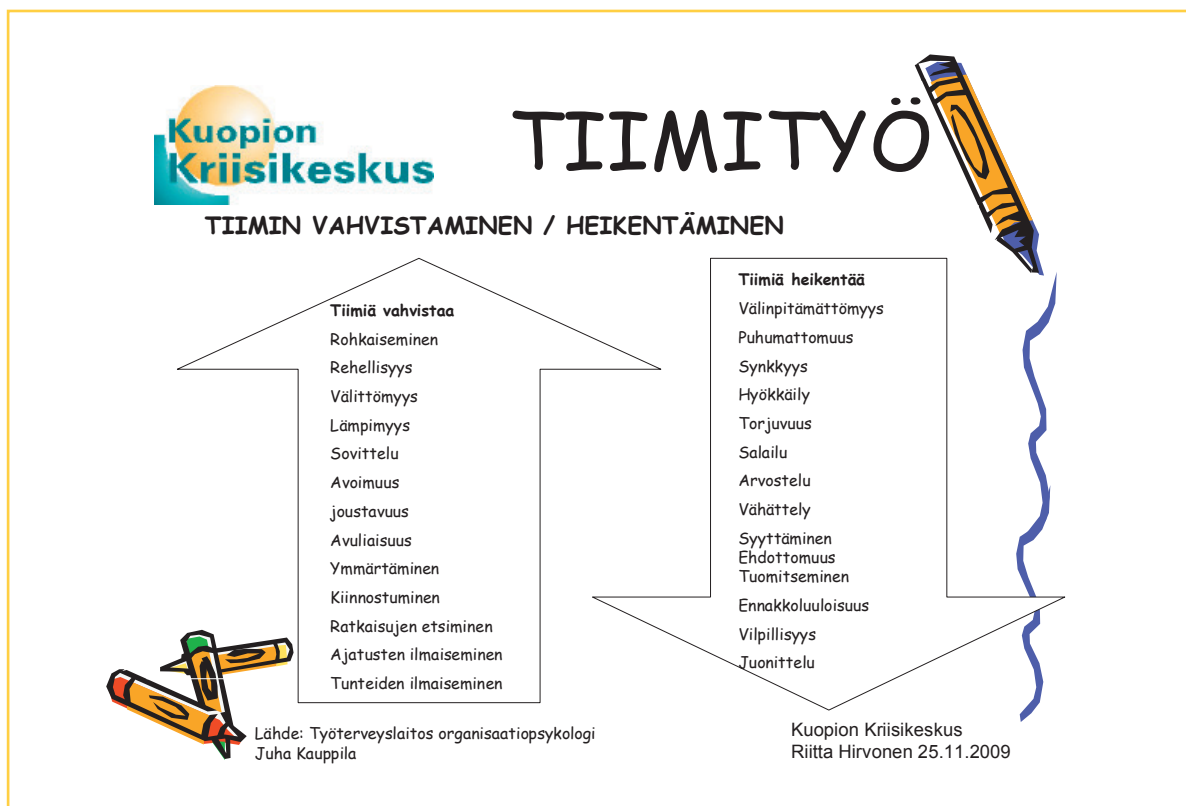 Kuopion
Kriisikeskus
TIIMITYÖ
TIIMIN VAHVISTAMINEN / HEIKENTÄMINEN
Tiimiä vahvistaa
Rohkaiseminen
Rehellisyys
Välittömyys
Lämpimyys
Sovittelu
Avoimuus
joustavuus
Avuliaisuus
Ymmärtäminen
Kiinnostuminen
Ratkaisujen etsiminen
Ajatusten ilmaiseminen
Tunteiden ilmaiseminen
Tiimiä heikentää
Välinpitämättömyys
Puhumattomuus
Synkkyys
Hyökkäily
Torjuvuus
Salailu
Arvostelu
Vähättely
Syyttäminen
Ehdottomuus
Tuomitseminen
Ennakkoluuloisuus
Vilpillisyys
Juonittelu
Lähde: Työterveyslaitos organisaatiopsykologi
Juha Kauppila
Kuopion Kriisikeskus
Riitta Hirvonen 25.11.2009